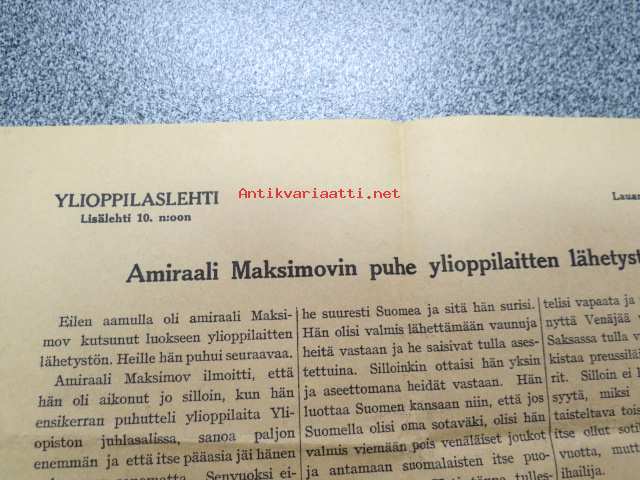 Antikvariaatti.net
YLIOPPILASLEHTI
Lisälehti 10. n:oon
Amiraali Maksimovin puhe ylioppilaitten
Eilen aamulla oli amiraali Maksi-
mov kutsunut luokseen ylioppilaitten
lähetystön. Heille hän puhui seuraavaa.
Amiraali Maksimov ilmoitti, että
hän oli aikonut jo silloin, kun hän
ensikerran puhutteli ylioppilaita Yli-
opiston juhlasalissa, sanoa paljon
enemmän ja että itse pääasia jäi hänen
Senvuoksi ei-
he suuresti Suomea ja sitä hän surisi.
Hän olisi valmis lähettämään vaunuja
heitä vastaan ja he saisivat tulla ases-
tettuina. Silloinkin ottaisi hän yksin
ja aseettomana heidät vastaan. Hän
luottaa Suomen kansaan niin, että jos
Suomella olisi oma sotaväki, olisi hän
valmis viemään pois venäläiset joukot
ja antamaan suomalaisten itse puo-
telisi vapaata ja
nyttä Venäjää
Saksassa tulla
kistaa preussilä
rit. Silloin ei
syytä, miksi
taisteltava tois
itse ollut soti
vuotta, mutt
ihailija.